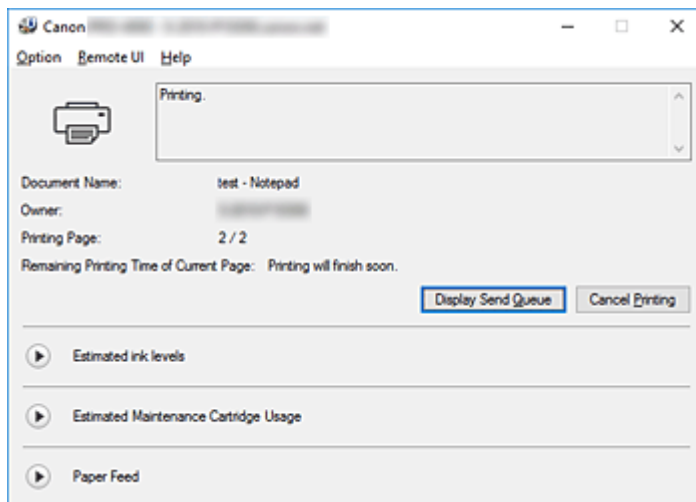 Canon
Option Remote UI Help
Printing.
Document Name: test - Notepad
Owner:
Printing Page: 2 / 2
Remaining Printing Time of Current Page: Printing will finish soon.
Display Send Queue Cancel Printing
Estimated ink levels
Estimated Maintenance Cartridge Usage
Paper Feed